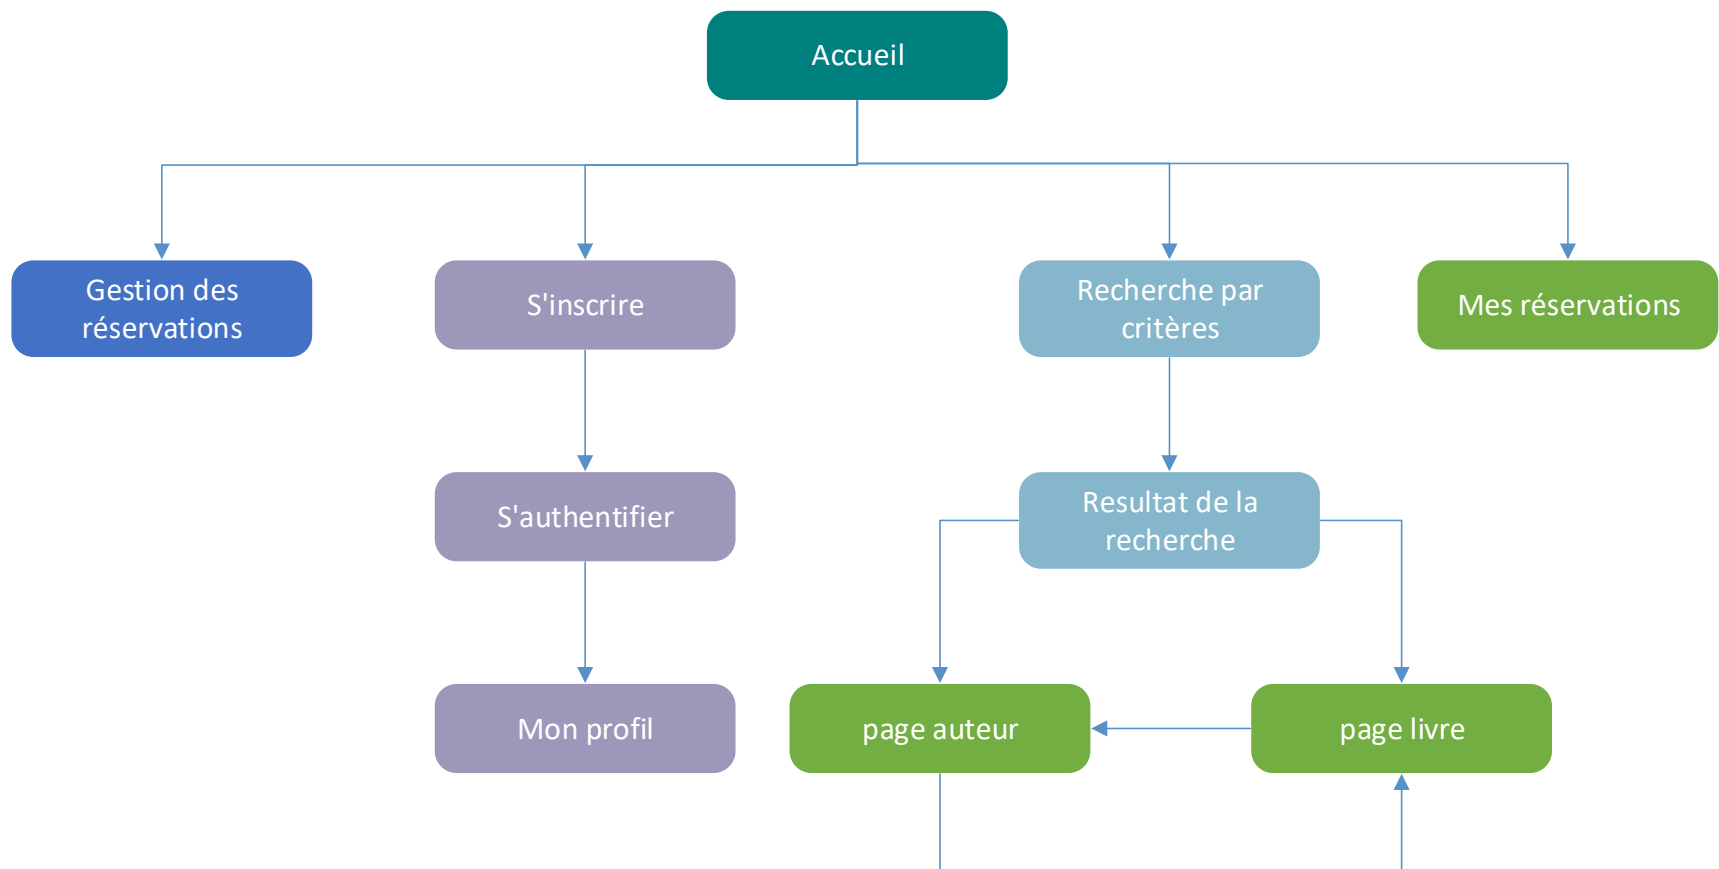 Accueil
Gestion des
réservations
S'inscrire
Recherche par
critères
Mes réservations
S'authentifier
Resultat de la
recherche
Mon profil
page auteur
page livre